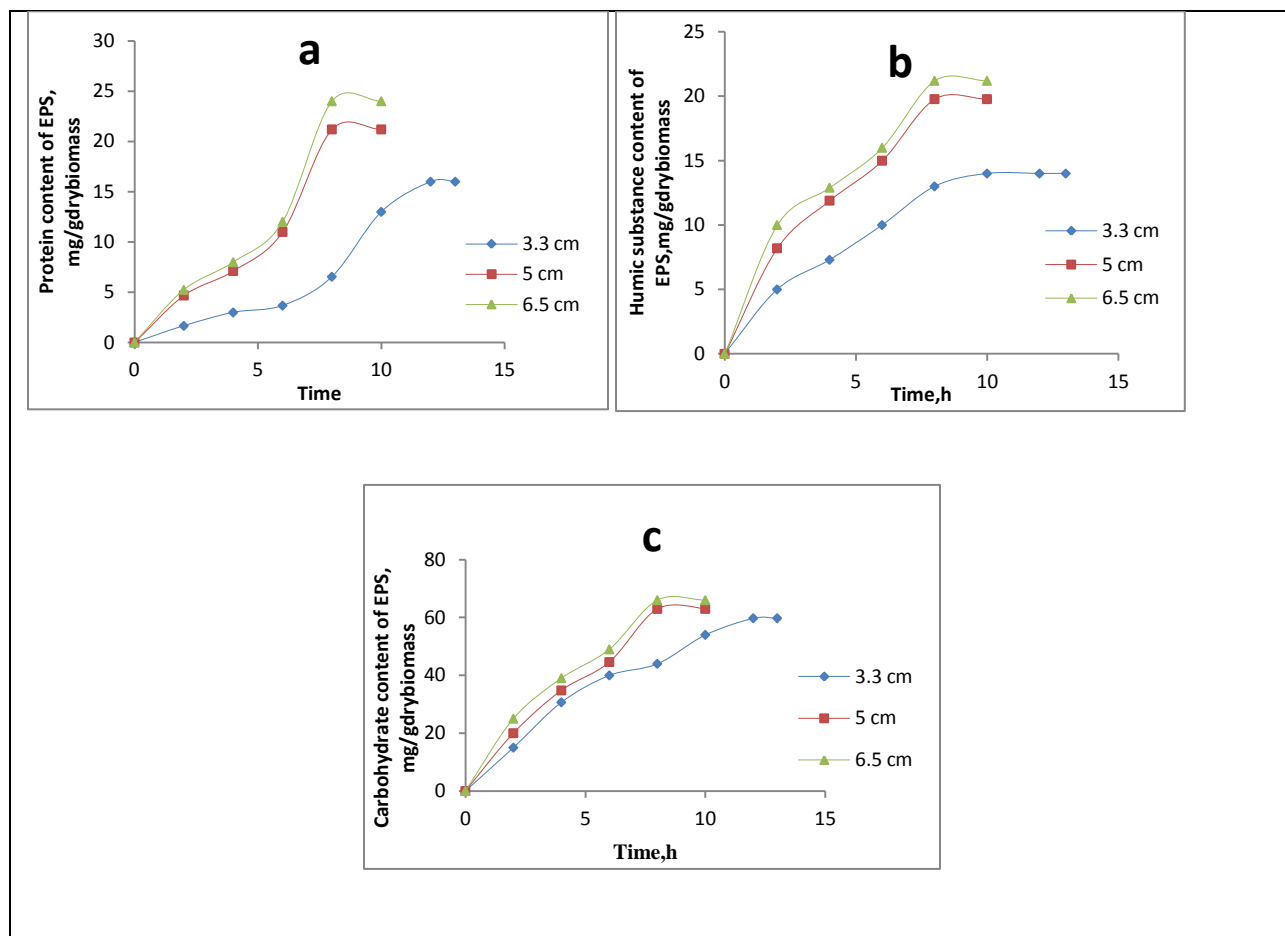 a
30
25
20
15
10
5
0
Protein content of EPS,
mg/gdrybiomass
0 5 10 15
Time
3.3 cm
5 cm
6.5 cm
b
25
20
15
10
5
0
Humic substance content of
EPS,mg/gdrybiomass
0 5 10 15
Time,h
3.3 cm
5 cm
6.5 cm
c
80
60
40
20
0
Carbohydrate content of EPS,
mg/gdrybiomass
0 5 10 15
Time,h
3.3 cm
5 cm
6.5 cm